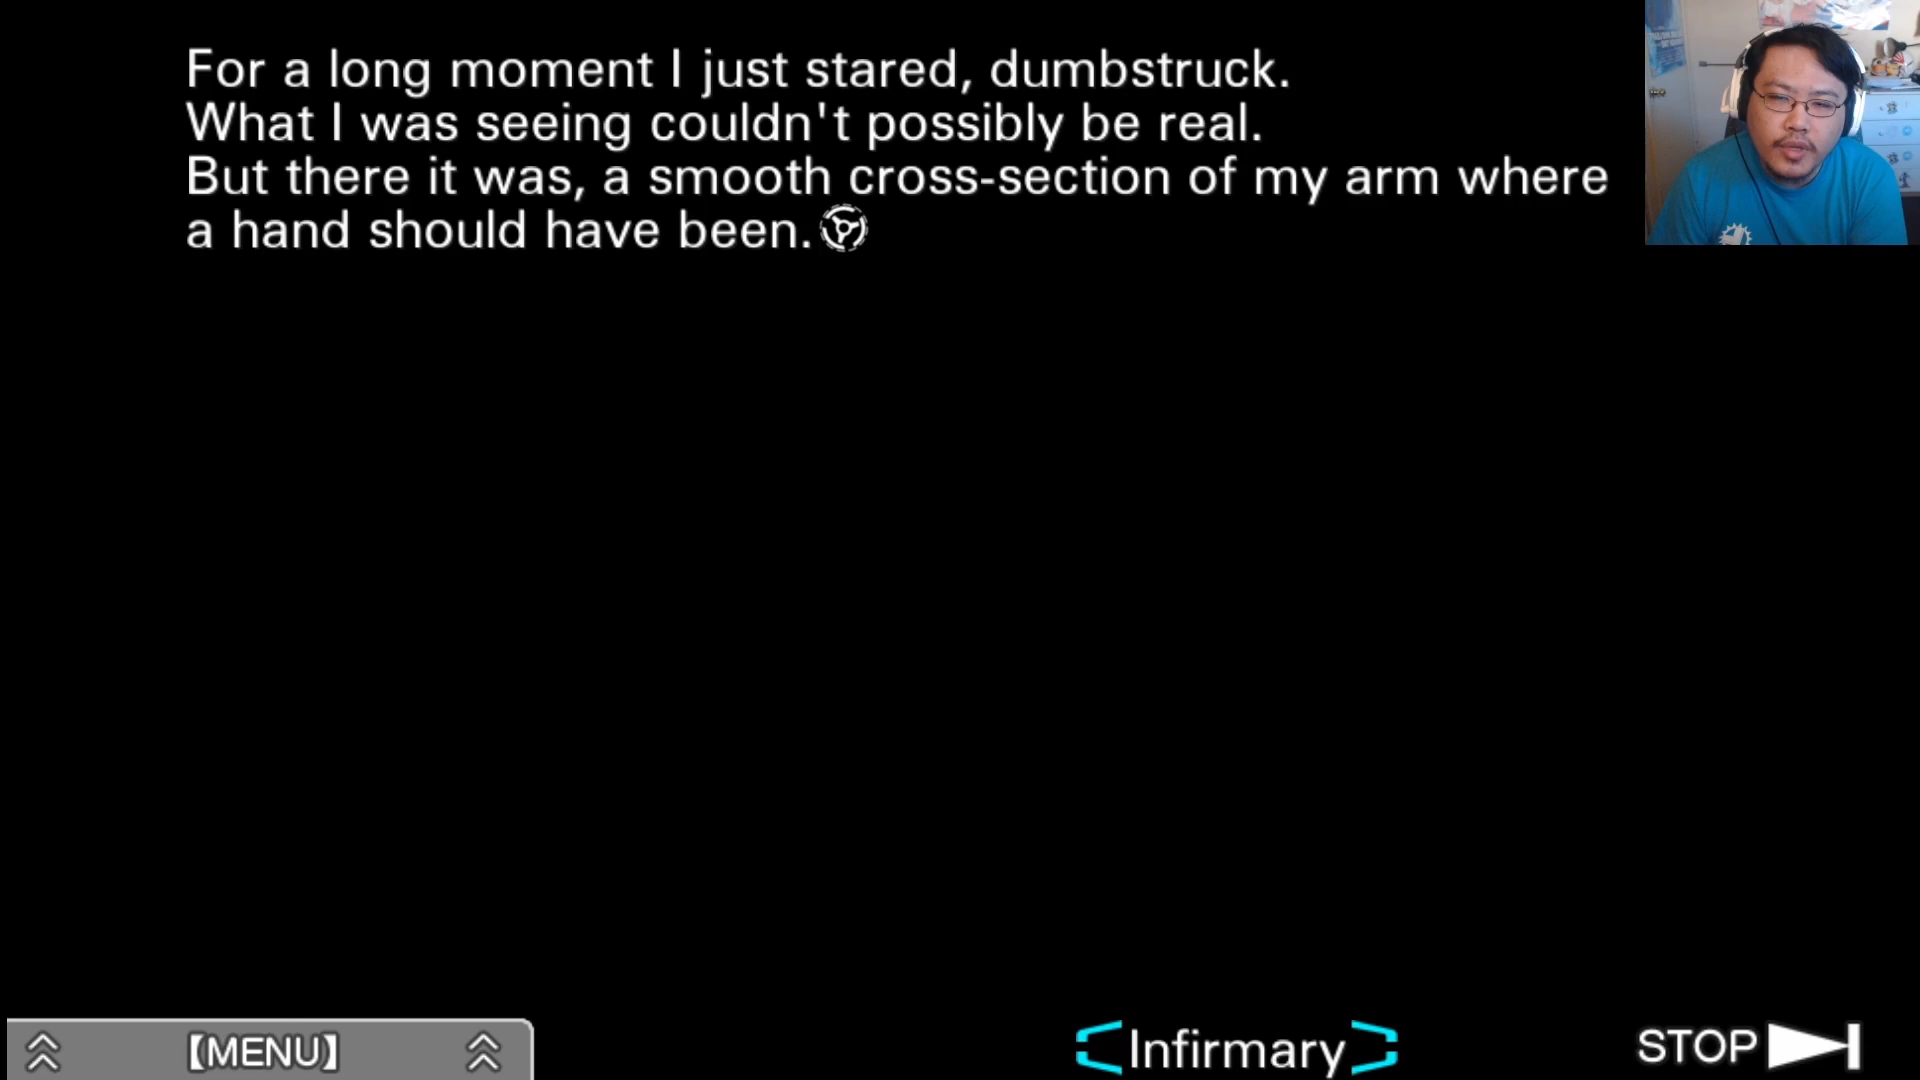 For a long moment I just stared, dumbstruck.
What I was seeing couldn't possibly be real.
But there it was, a smooth cross-section of my arm where
a hand should have been.
【MENU】
Infirmary
STOP